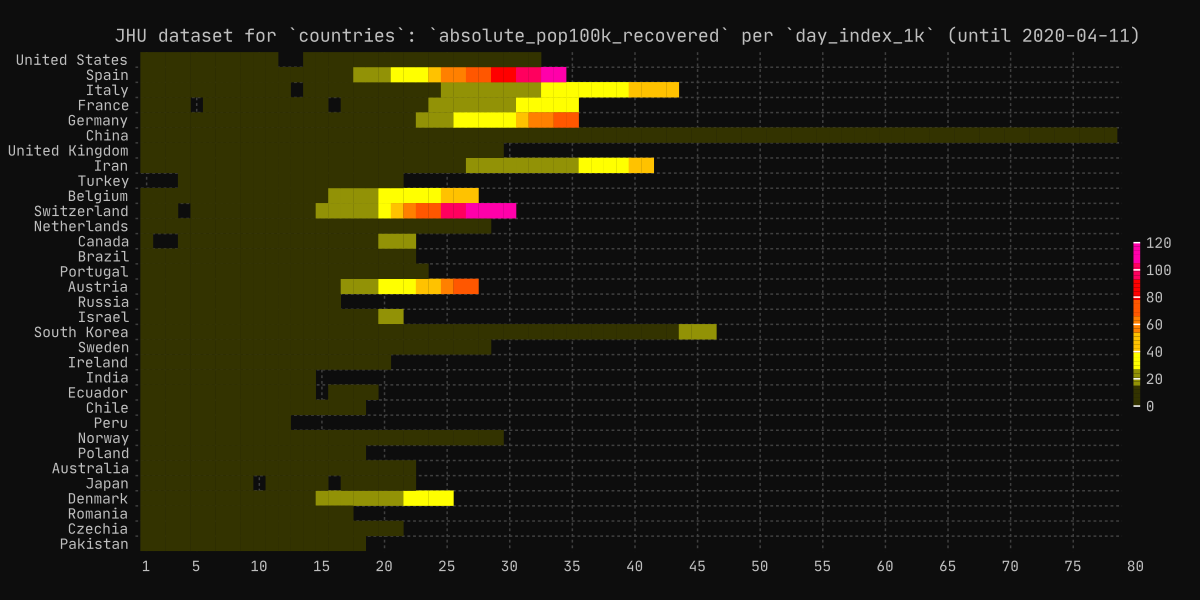 JHU dataset for `countries`: `absolute_pop100k_recovered` per `day_index_1k` (until 2020-04-11)
United States
Spain
Italy
France
Germany
China
United Kingdom
Iran
Turkey
Belgium
Switzerland
Netherlands
Canada
Brazil
Portugal
Austria
Russia
Israel
South Korea
Sweden
Ireland
India
Ecuador
Chile
Peru
Norway
Poland
Australia
Japan
Denmark
Romania
Czechia
Pakistan
1 5 10 15 20 25 30 35 40 45 50 55 60 65 70 75 80
120
100
80
60
40
20
0